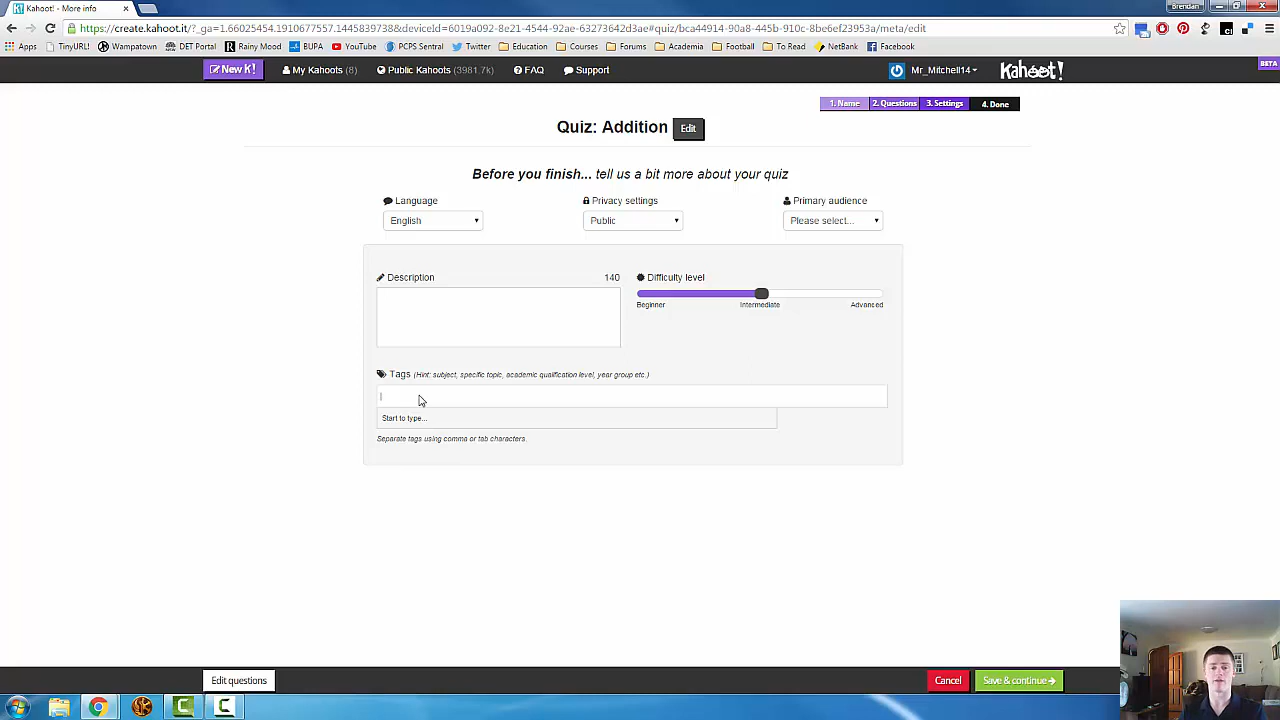 Kahoot! - More info
Brendan
https://create.kahoot.it/?_ga=1.66025454.1910677557.1445839738&deviceId=6019a092-8e21-4544-92ae-63273642d3ae#quiz/bca44914-90a8-445b-910c-8be6ef23953a/meta/edit
Apps TinyURL! Wampatown DET Portal Rainy Mood BUPA YouTube PCPS Sentral Twitter Education Courses Forums Academia Football To Read NetBank Facebook
New K! My Kahoots (8) Public Kahoots (3981.7k) FAQ Support Mr_Mitchell14 Kahoot! BETA
1. Name 2. Questions 3. Settings 4. Done
Quiz: Addition Edit
Before you finish... tell us a bit more about your quiz
Language Privacy settings Primary audience
English Public Please select...
Description 140 Difficulty level
Beginner Intermediate Advanced
Tags (Hint: subject, specific topic, academic qualification level, year group etc.)
Start to type...
Separate tags using comma or tab characters.
Edit questions Cancel Save & continue